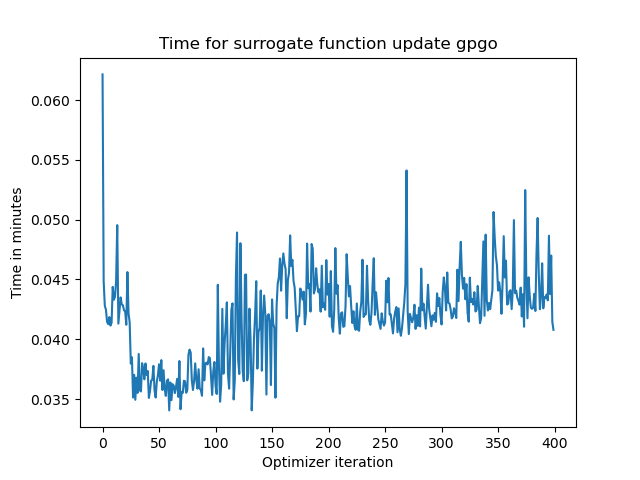 Time for surrogate function update gpgo
0.060
0.055
0.050
0.045
0.040
0.035
Time in minutes
0 50 100 150 200 250 300 350 400
Optimizer iteration